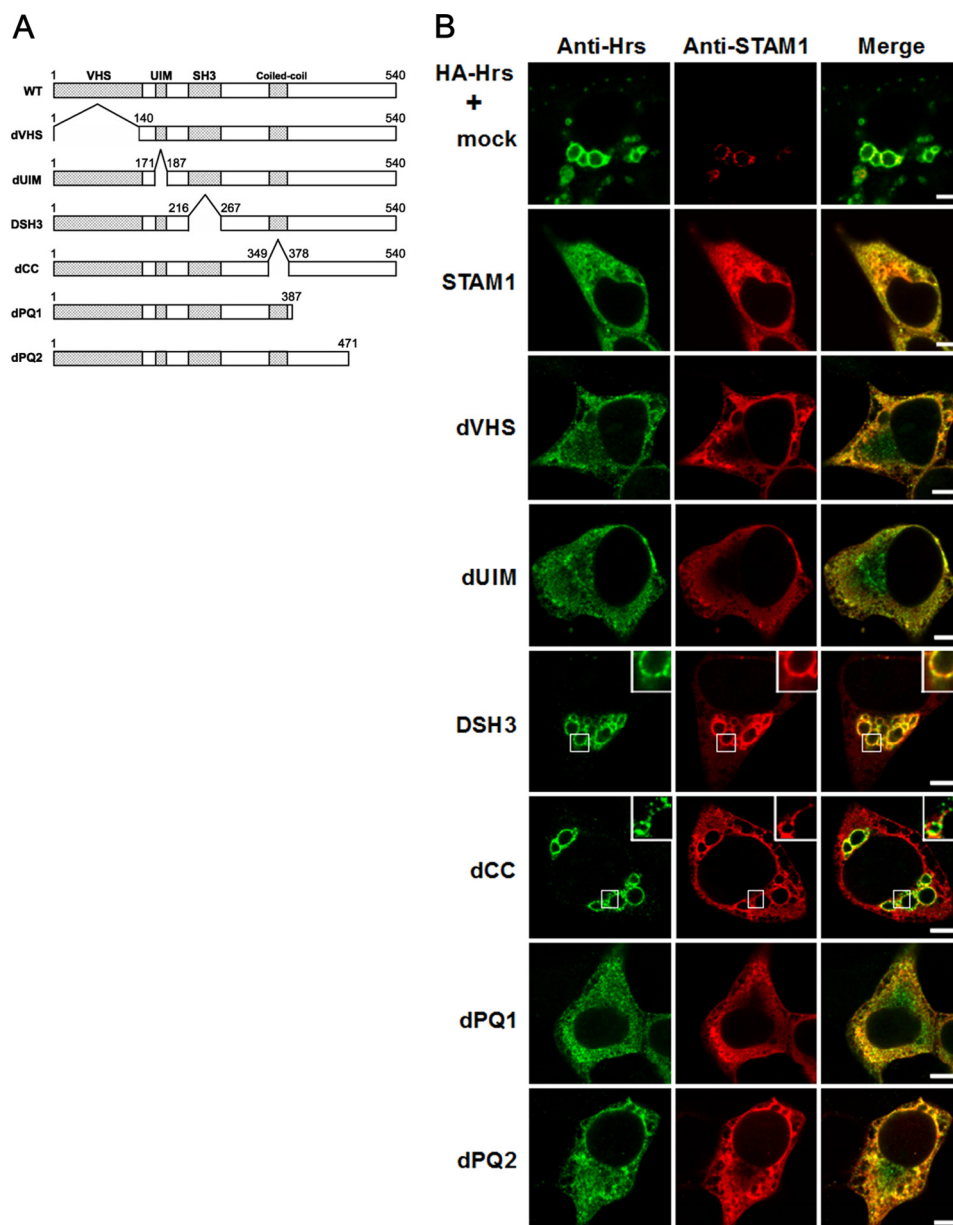 A
1 VHS UIM SH3 Coiled-coil 540
WT
1 140 540
dVHS
1 171 187 540
dUIM
1 216 267 540
DSH3
1 349 378 540
dCC
1 387
dPQ1
1 471
dPQ2
B
Anti-Hrs Anti-STAM1 Merge
HA-Hrs
+
mock
STAM1
dVHS
dUIM
DSH3
dCC
dPQ1
dPQ2